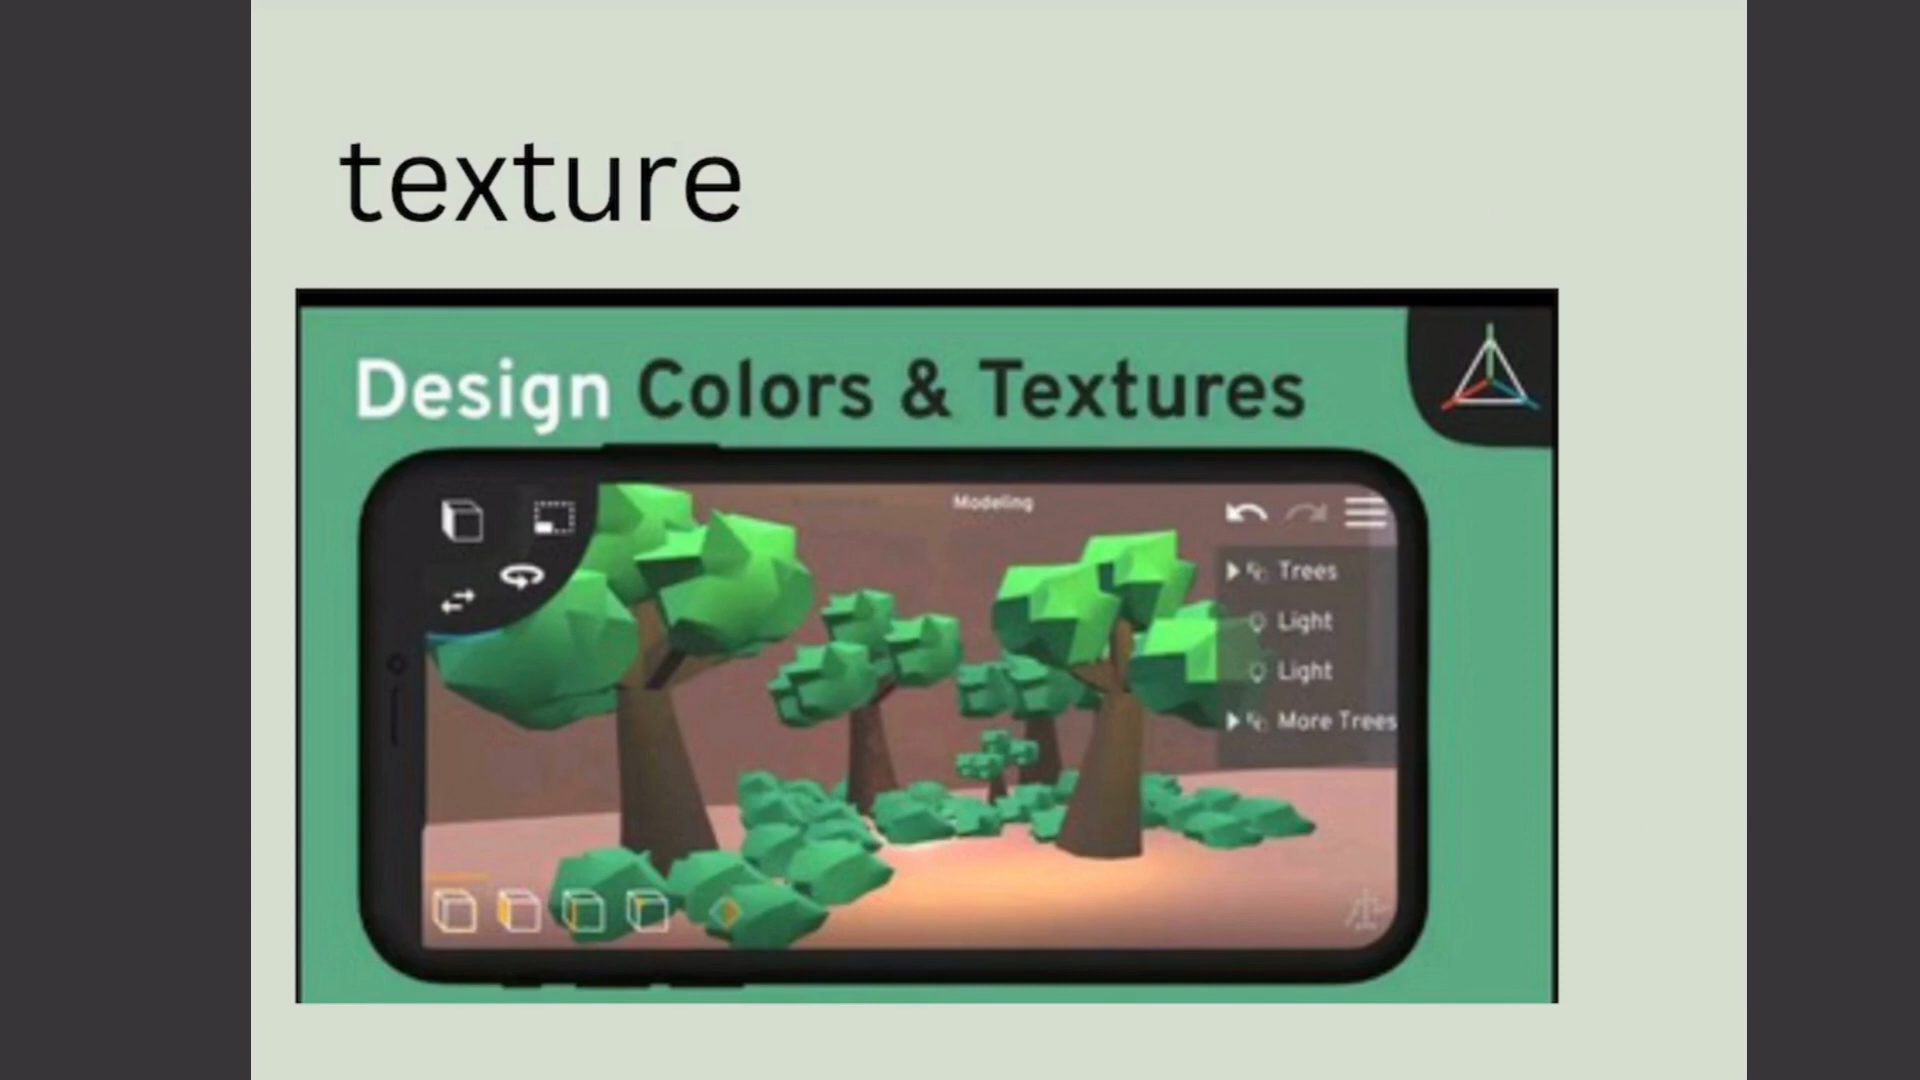 texture
Design Colors & Textures
Modeling
Trees
Light
Light
More Trees